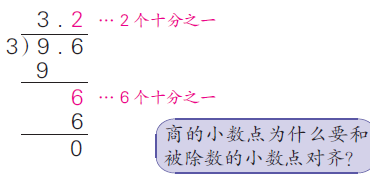 3.2 …2个十分之一
3)9.6
9
6 …6个十分之一
6
0
商的小数点为什么要和
被除数的小数点对齐?